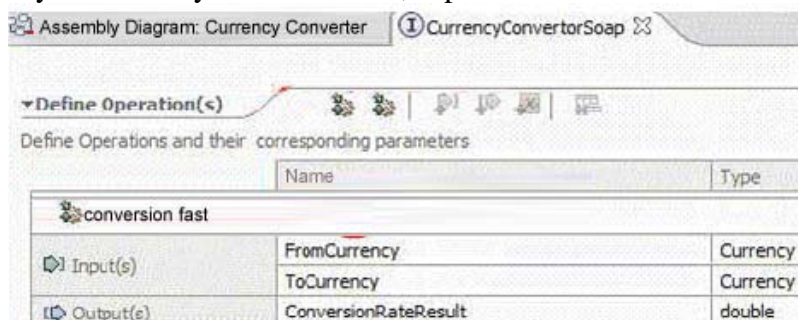 Assembly Diagram: Currency Converter
CurrencyConvertorSoap
Define Operation(s)
Define Operations and their corresponding parameters
Name Type
conversion fast
Input(s) FromCurrency Currency
ToCurrency Currency
Output(s) ConversionRateResult double